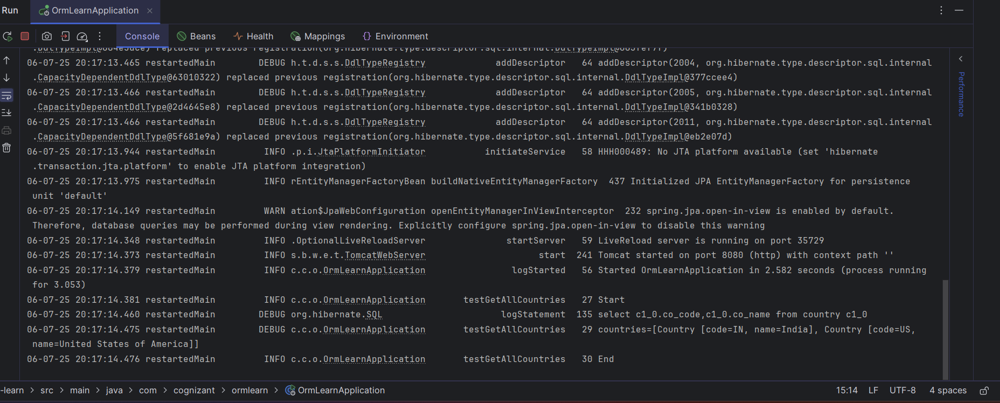 Run OrmLearnApplication
Console Beans Health Mappings Environment
replaced previous registration(org.hibernate.type.descriptor.sql.internal.
06-07-25 20:17:13.465 restartedMain DEBUG h.t.d.s.s.DdlTypeRegistry addDescriptor 64 addDescriptor(2004, org.hibernate.type.descriptor.sql.internal
.CapacityDependentDdlType@63010322) replaced previous registration(org.hibernate.type.descriptor.sql.internal.DdlTypeImpl@377ccee4)
06-07-25 20:17:13.466 restartedMain DEBUG h.t.d.s.s.DdlTypeRegistry addDescriptor 64 addDescriptor(2005, org.hibernate.type.descriptor.sql.internal
.CapacityDependentDdlType@2d4645e8) replaced previous registration(org.hibernate.type.descriptor.sql.internal.DdlTypeImpl@341b0328)
06-07-25 20:17:13.466 restartedMain DEBUG h.t.d.s.s.DdlTypeRegistry addDescriptor 64 addDescriptor(2011, org.hibernate.type.descriptor.sql.internal
.CapacityDependentDdlType@5f681e9a) replaced previous registration(org.hibernate.type.descriptor.sql.internal.DdlTypeImpl@eb2e07d)
06-07-25 20:17:13.944 restartedMain INFO .p.i.JtaPlatformInitiator initiateService 58 HHH000489: No JTA platform available (set 'hibernate
.transaction.jta.platform' to enable JTA platform integration)
06-07-25 20:17:13.975 restartedMain INFO rEntityManagerFactoryBean buildNativeEntityManagerFactory 437 Initialized JPA EntityManagerFactory for persistence
unit 'default'
06-07-25 20:17:14.149 restartedMain WARN ation$JpaWebConfiguration openEntityManagerInViewInterceptor 232 spring.jpa.open-in-view is enabled by default.
Therefore, database queries may be performed during view rendering. Explicitly configure spring.jpa.open-in-view to disable this warning
06-07-25 20:17:14.348 restartedMain INFO .OptionalLiveReloadServer startServer 59 LiveReload server is running on port 35729
06-07-25 20:17:14.373 restartedMain INFO s.b.w.e.t.TomcatWebServer start 241 Tomcat started on port 8080 (http) with context path ''
06-07-25 20:17:14.379 restartedMain INFO c.c.o.OrmLearnApplication logStarted 56 Started OrmLearnApplication in 2.582 seconds (process running
for 3.053)
06-07-25 20:17:14.381 restartedMain INFO c.c.o.OrmLearnApplication testGetAllCountries 27 Start
06-07-25 20:17:14.460 restartedMain DEBUG org.hibernate.SQL logStatement 135 select c1_0.co_code,c1_0.co_name from country c1_0
06-07-25 20:17:14.475 restartedMain DEBUG c.c.o.OrmLearnApplication testGetAllCountries 29 countries=[Country [code=IN, name=India], Country [code=US,
name=United States of America]]
06-07-25 20:17:14.476 restartedMain INFO c.c.o.OrmLearnApplication testGetAllCountries 30 End
Performance
-learn > src > main > java > com > cognizant > ormlearn > OrmLearnApplication
15:14 LF UTF-8 4 spaces